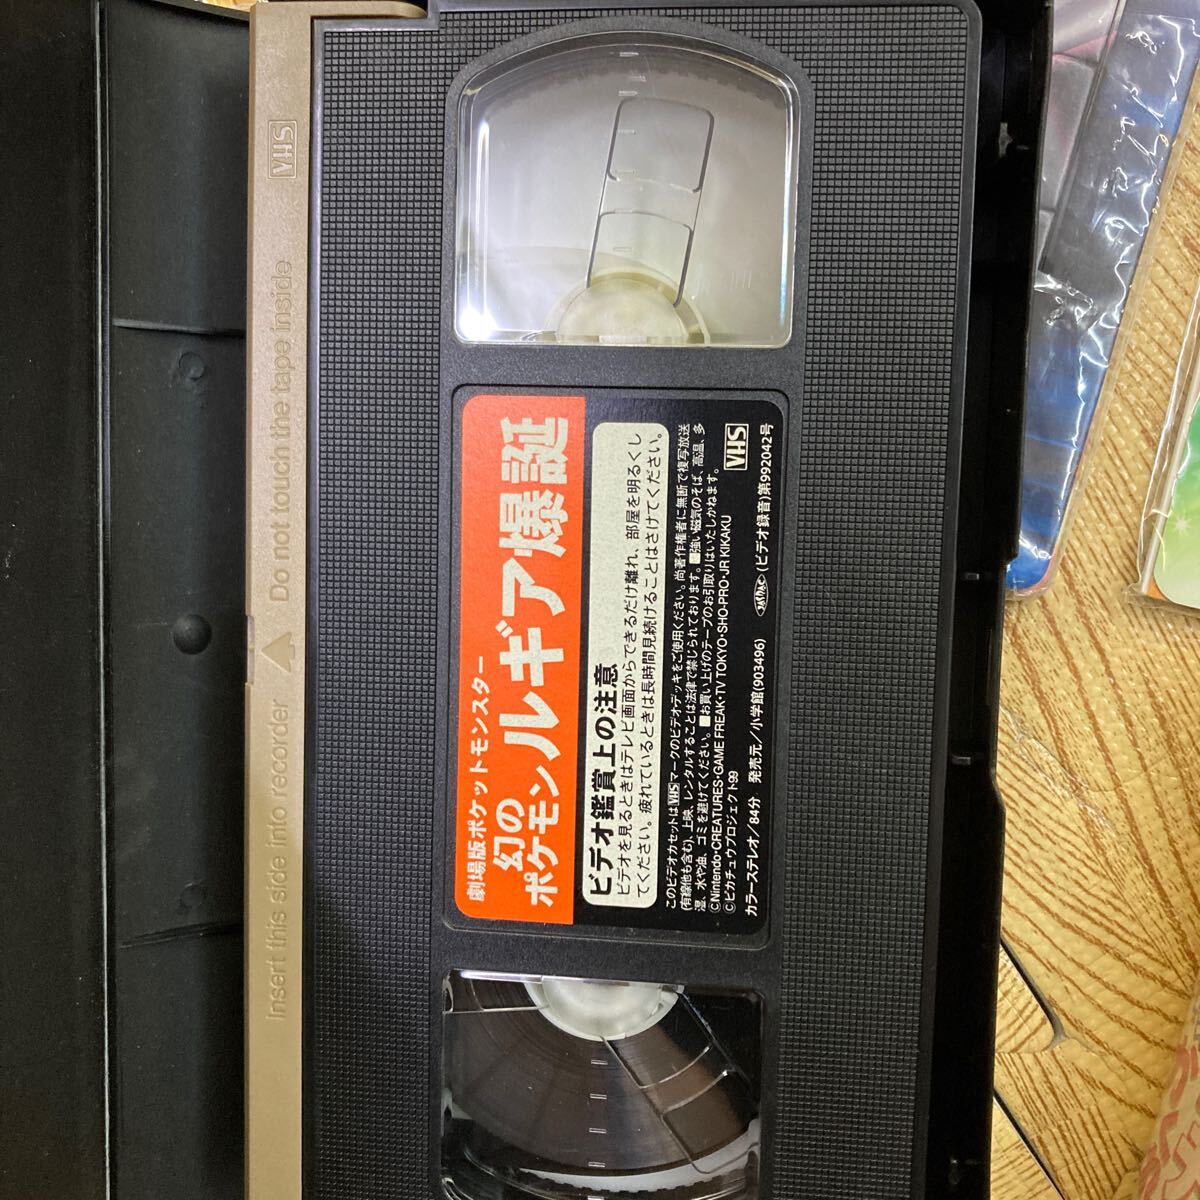 劇場版ポケットモンスター
幻の
ポケモン
ルギア爆誕
ビデオ鑑賞上の注意
ビデオを見るときはテレビ画面からできるだけ離れ、部屋を明るくし
てください。疲れているときは長時間見続けることはさけてください。
このビデオカセットはVHSマークのビデオデッキをご使用ください。尚著作権者に無断で複写放送
(有線他も含む)、上映、レンタルすることは法律で禁じられております。■強い磁気のそば、高温、多
湿、水や油、ゴミを避けてください。■お買い上げのテープのお引取りはいたしかねます。
©Nintendo・CREATURES・GAME FREAK・TV TOKYO・SHO-PRO・JR KIKAKU
©ピカチュウプロジェクト99
カラーステレオ/84分 発売元/小学館(903496) JASRAC (ビデオ録音)第992042号
VHS
Insert this side into recorder Do not touch the tape inside VHS